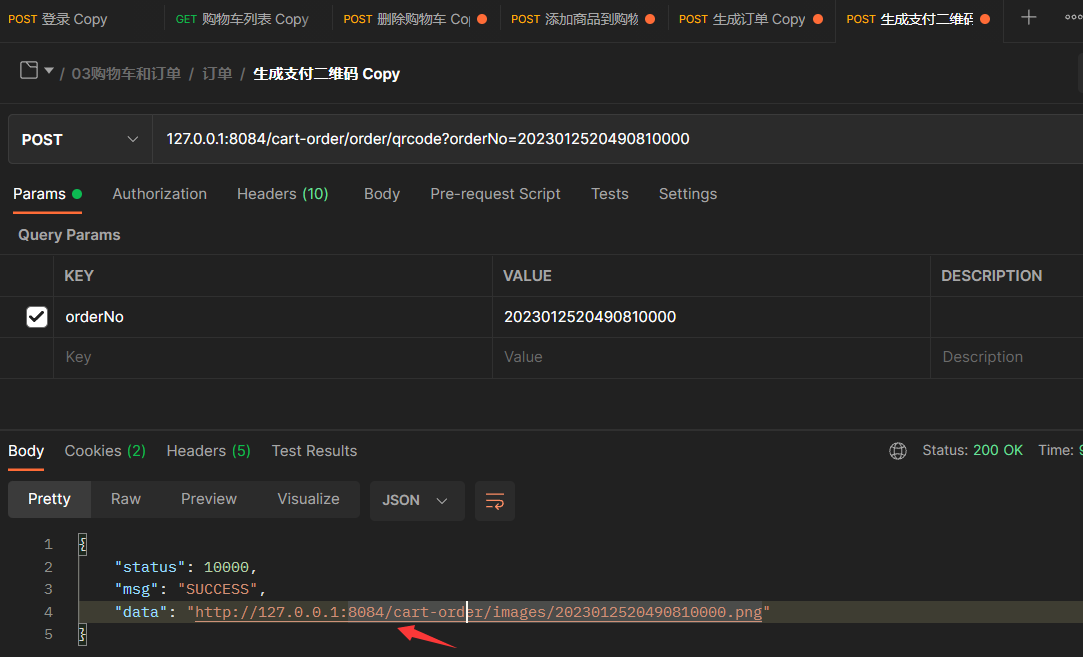 POST 登录 Copy GET 购物车列表 Copy POST 删除购物车 Cop POST 添加商品到购物 POST 生成订单 Copy POST 生成支付二维码
/ 03购物车和订单 / 订单 / 生成支付二维码 Copy
POST 127.0.0.1:8084/cart-order/order/qrcode?orderNo=2023012520490810000
Params Authorization Headers (10) Body Pre-request Script Tests Settings
Query Params
KEY VALUE DESCRIPTION
orderNo 2023012520490810000
Key Value Description
Body Cookies (2) Headers (5) Test Results Status: 200 OK Time:
Pretty Raw Preview Visualize JSON
1 {
2 "status": 10000,
3 "msg": "SUCCESS",
4 "data": "http://127.0.0.1:8084/cart-order/images/2023012520490810000.png"
5 }